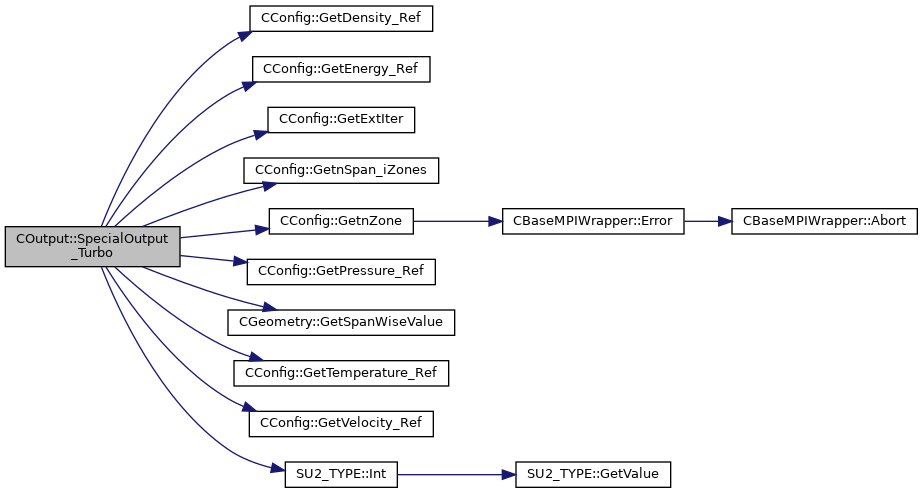 CConfig::GetDensity_Ref
CConfig::GetEnergy_Ref
CConfig::GetExtIter
CConfig::GetnSpan_iZones
COutput::SpecialOutput
_Turbo
CConfig::GetnZone
CBaseMPIWrapper::Error
CBaseMPIWrapper::Abort
CConfig::GetPressure_Ref
CGeometry::GetSpanWiseValue
CConfig::GetTemperature_Ref
CConfig::GetVelocity_Ref
SU2_TYPE::Int
SU2_TYPE::GetValue